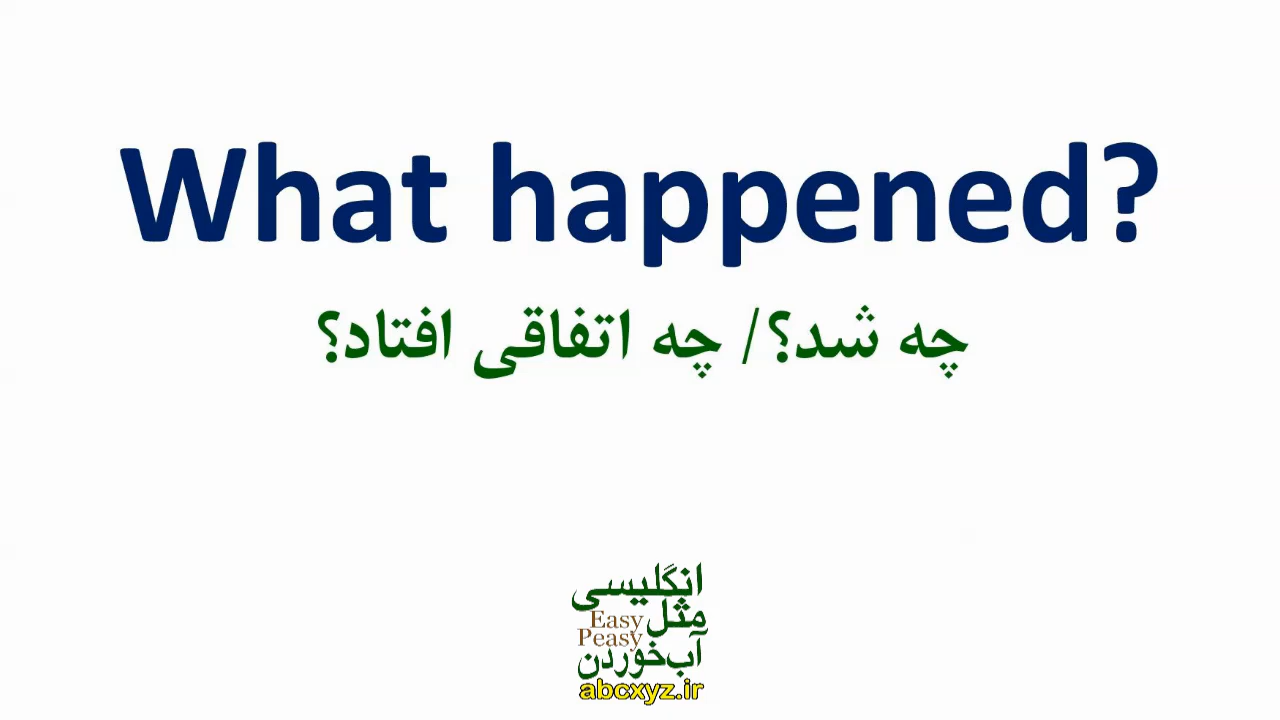 What happened?
چه شد؟/ چه اتفاقی افتاد؟
انگلیسی
مثل
Easy
Peasy
آب‌خوردن
abcxyz.ir